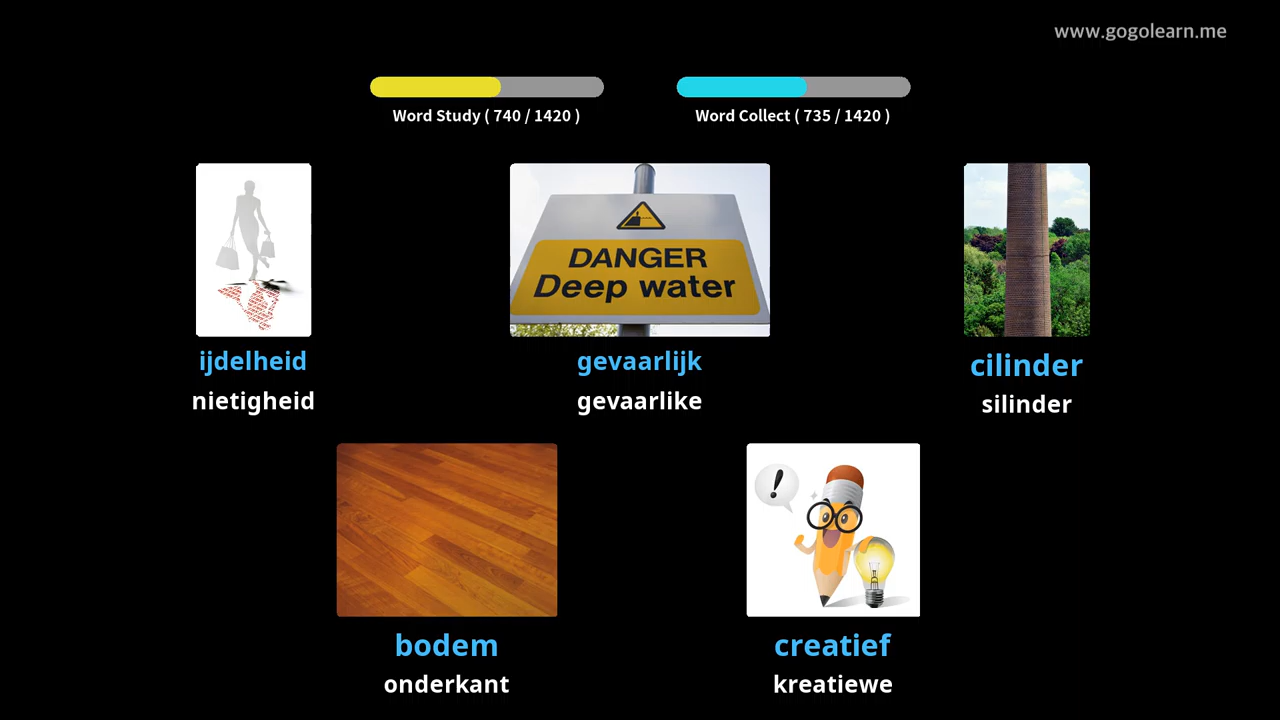 www.gogolearn.me
Word Study ( 740 / 1420 )
Word Collect ( 735 / 1420 )
DANGER
Deep water
ijdelheid
nietigheid
gevaarlijk
gevaarlike
cilinder
silinder
!
bodem
onderkant
creatief
kreatiewe